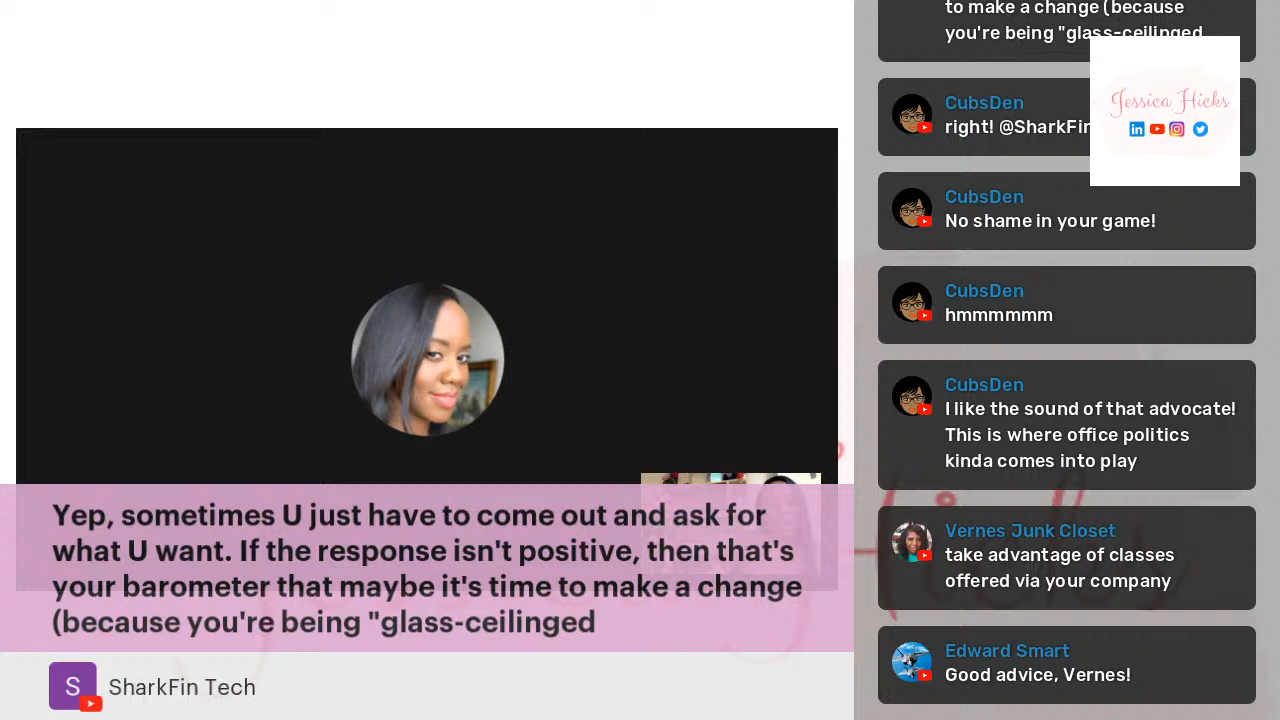 Yep, sometimes U just have to come out and ask for
what U want. If the response isn't positive, then that's
your barometer that maybe it's time to make a change
(because you're being "glass-ceilinged
S
SharkFin Tech
to make a change (because
you're being "glass-ceilinged
Jessica Hicks
CubsDen
right! @SharkFin
CubsDen
No shame in your game!
CubsDen
hmmmmmm
CubsDen
I like the sound of that advocate!
This is where office politics
kinda comes into play
Vernes Junk Closet
take advantage of classes
offered via your company
Edward Smart
Good advice, Vernes!